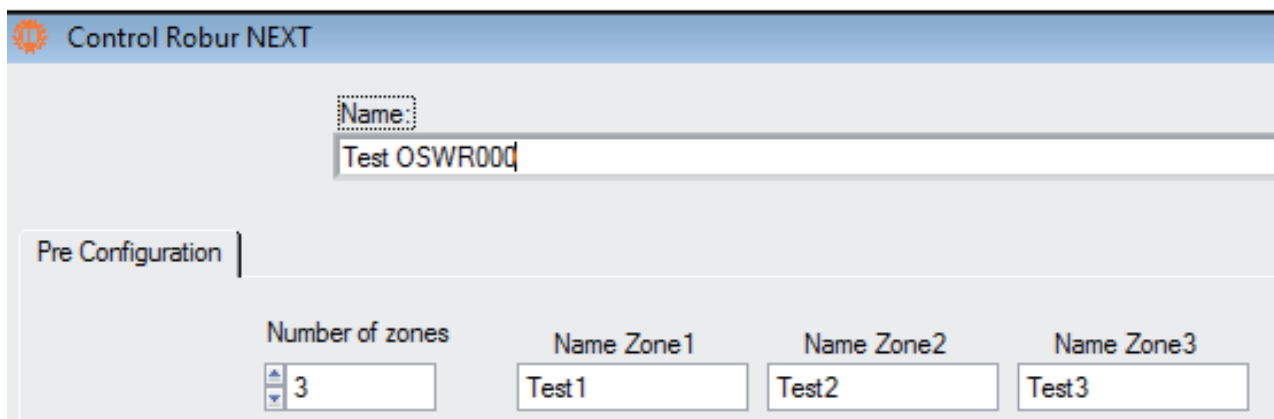 Control Robur NEXT
Name:
Test OSWR000
Pre Configuration
Number of zones Name Zone1 Name Zone2 Name Zone3
3 Test1 Test2 Test3